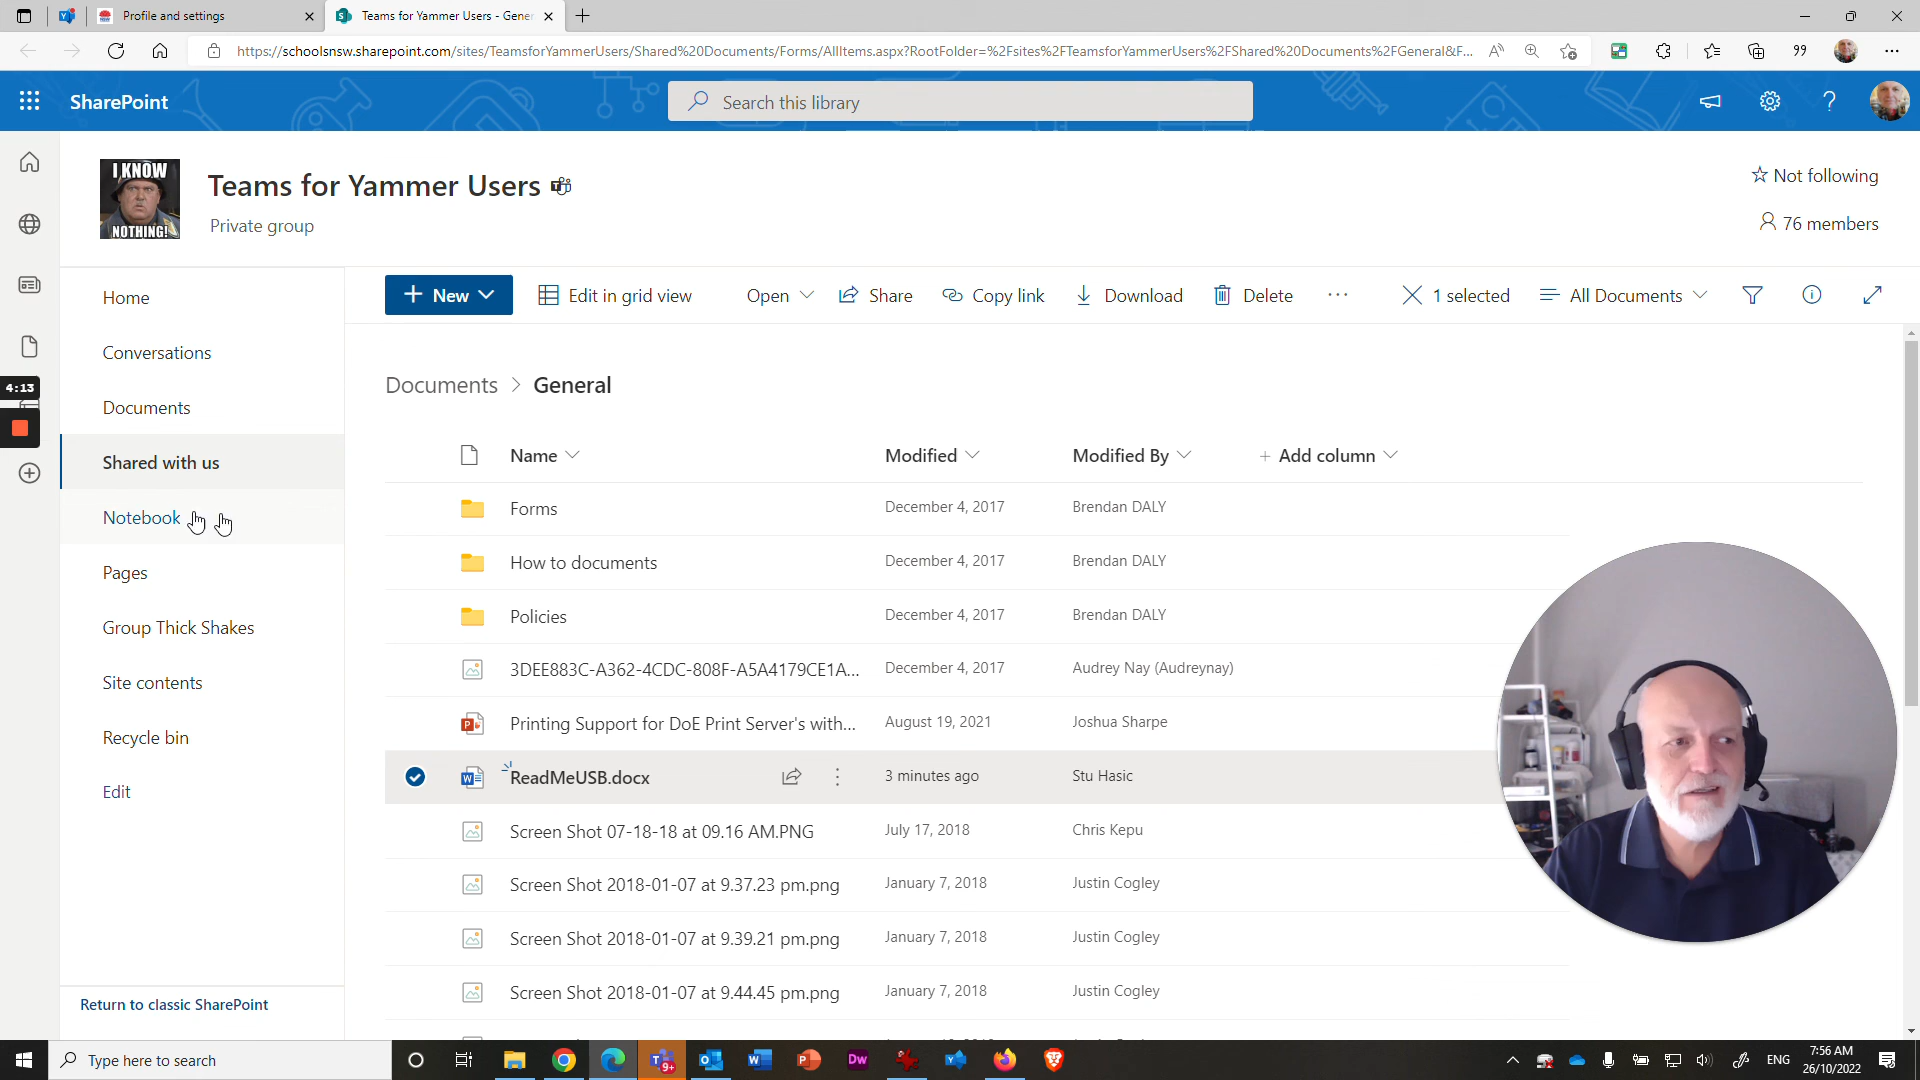 Profile and settings
Teams for Yammer Users - Gener
https://schoolsnsw.sharepoint.com/sites/TeamsforYammerUsers/Shared%20Documents/Forms/AllItems.aspx?RootFolder=%2Fsites%2FTeamsforYammerUsers%2FShared%20Documents%2FGeneral&F...
SharePoint
Search this library
I KNOW
NOTHING!
Teams for Yammer Users
Private group
Not following
76 members
Home
Conversations
Documents
Shared with us
Notebook
Pages
Group Thick Shakes
Site contents
Recycle bin
Edit
Return to classic SharePoint
4:13
New
Edit in grid view
Open
Share
Copy link
Download
Delete
1 selected
All Documents
Documents > General
Name Modified Modified By + Add column
Forms December 4, 2017 Brendan DALY
How to documents December 4, 2017 Brendan DALY
Policies December 4, 2017 Brendan DALY
3DEE883C-A362-4CDC-808F-A5A4179CE1A... December 4, 2017 Audrey Nay (Audreynay)
Printing Support for DoE Print Server's with... August 19, 2021 Joshua Sharpe
ReadMeUSB.docx 3 minutes ago Stu Hasic
Screen Shot 07-18-18 at 09.16 AM.PNG July 17, 2018 Chris Kepu
Screen Shot 2018-01-07 at 9.37.23 pm.png January 7, 2018 Justin Cogley
Screen Shot 2018-01-07 at 9.39.21 pm.png January 7, 2018 Justin Cogley
Screen Shot 2018-01-07 at 9.44.45 pm.png January 7, 2018 Justin Cogley
Type here to search
9+
Dw
ENG
7:56 AM
26/10/2022